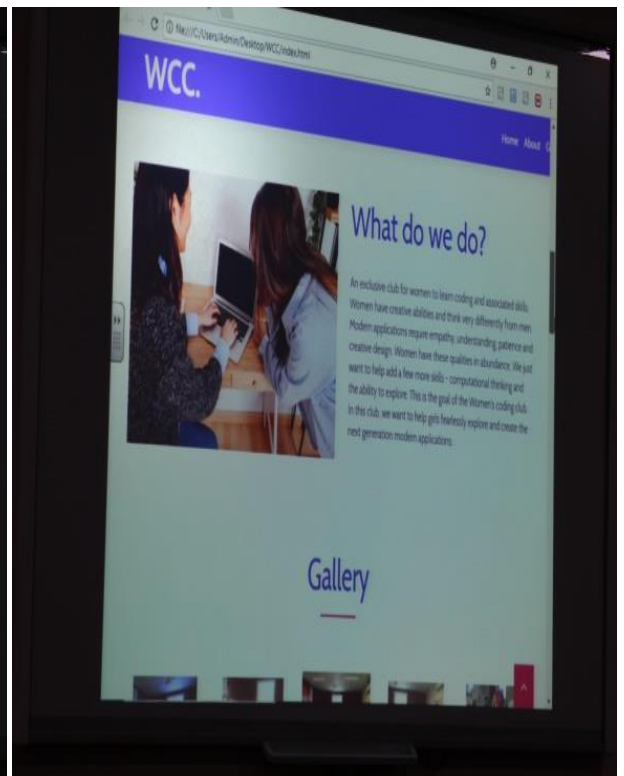 file:///C:/Users/Admin/Desktop/WCC/index.html
WCC.
Home About G
What do we do?
An exclusive club for women to learn coding and associated skills.
Women have creative abilities and think very differently from men.
Modern applications require empathy, understanding, patience and
creative design. Women have these qualities in abundance. We just
want to help add a few more skills - computational thinking and
the ability to explore. This is the goal of the Women's coding club.
In this club, we want to help girls fearlessly explore and create the
next generation modern applications.
Gallery